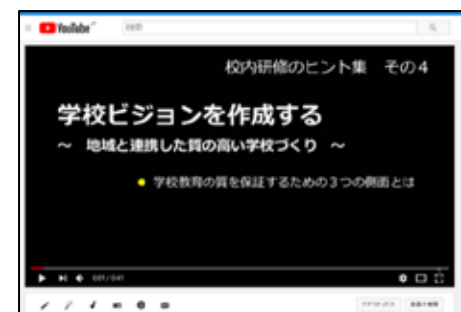 YouTube
校内研修のヒント集 その4
学校ビジョンを作成する
～ 地域と連携した質の高い学校づくり ～
● 学校教育の質を保証するための3つの側面とは